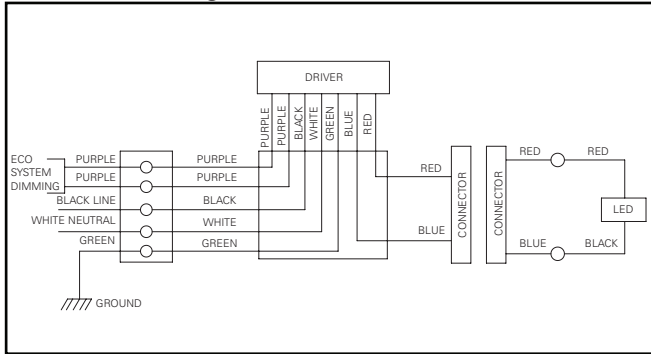 DRIVER
PURPLE
PURPLE
BLACK
WHITE
GREEN
BLUE
RED
ECO
SYSTEM
DIMMING
PURPLE
PURPLE
PURPLE
PURPLE
BLACK LINE
BLACK
WHITE NEUTRAL
WHITE
GREEN
GREEN
GROUND
RED
BLUE
CONNECTOR
CONNECTOR
RED
RED
LED
BLUE
BLACK